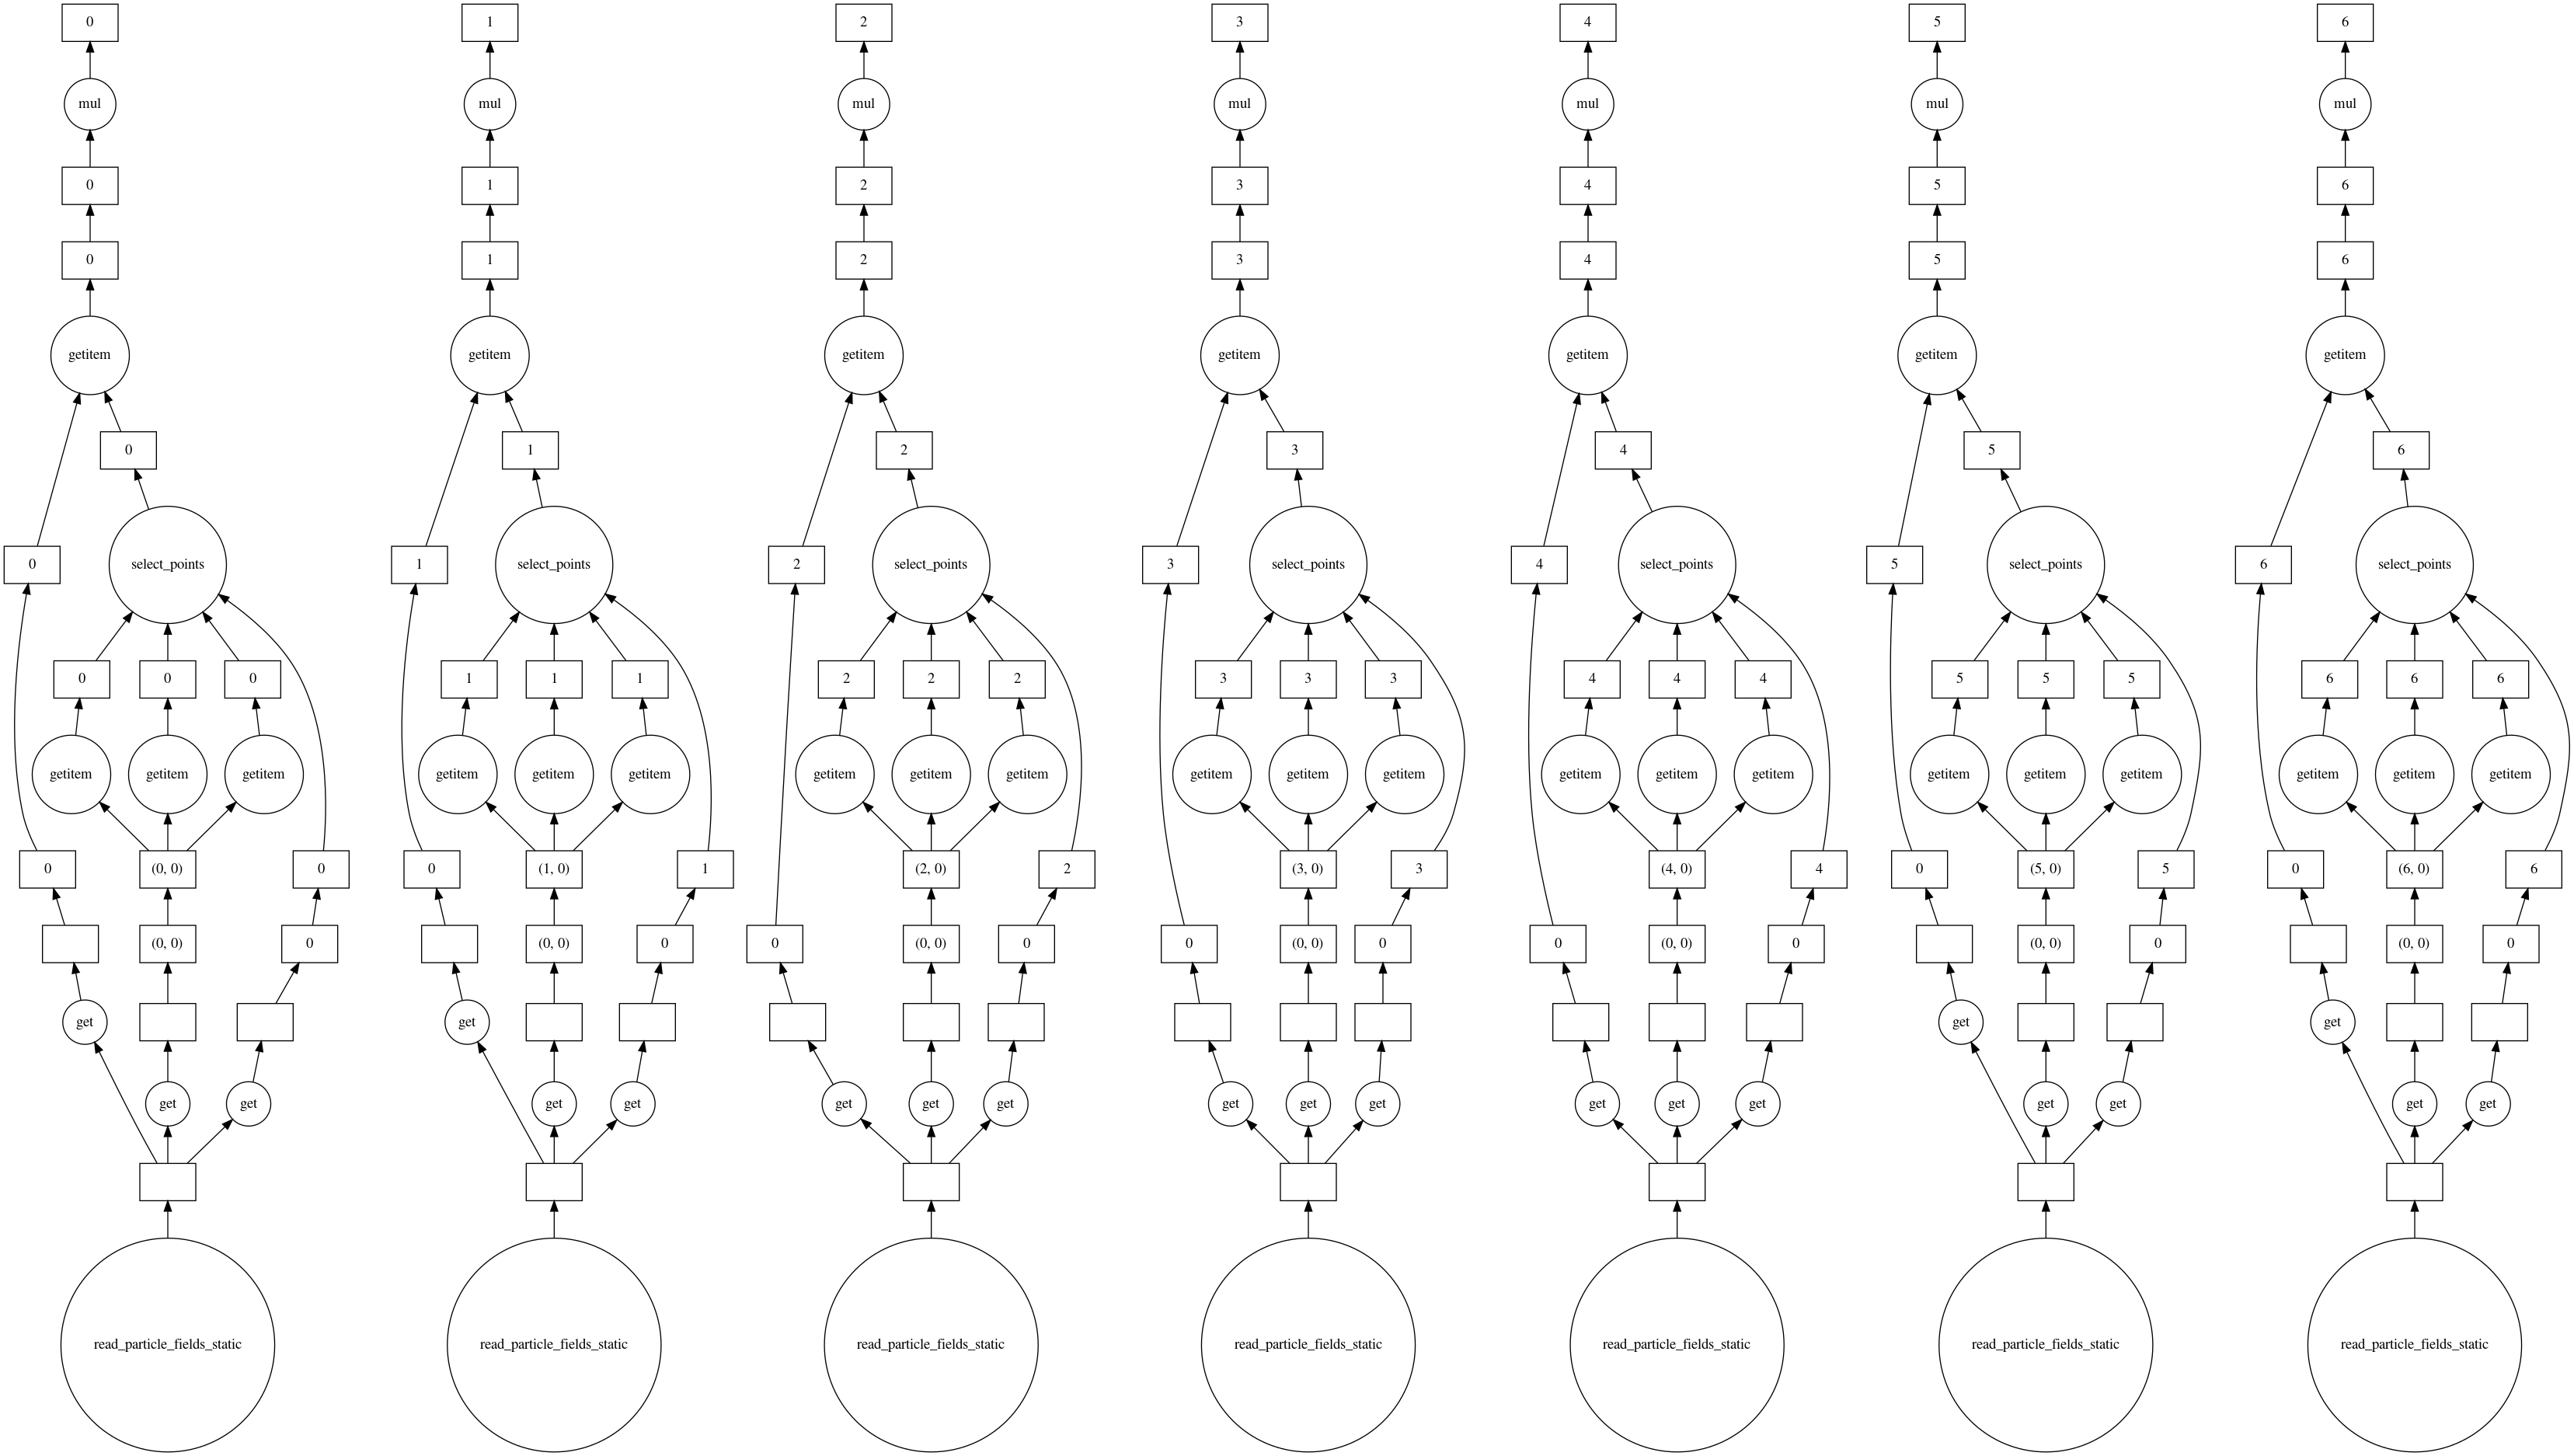 0 1 2 3 4 5 6
mul mul mul mul mul mul mul
0 1 2 3 4 5 6
0 1 2 3 4 5 6
getitem getitem getitem getitem getitem getitem getitem
0 1 2 3 4 5 6
0 select_points 1 select_points 2 select_points 3 select_points 4 select_points 5 select_points 6 select_points
0 0 0 1 1 1 2 2 2 3 3 3 4 4 4 5 5 5 6 6 6
getitem getitem getitem getitem getitem getitem getitem getitem getitem getitem getitem getitem getitem getitem getitem getitem getitem getitem getitem getitem getitem
0 (0, 0) 0 0 (1, 0) 1 (2, 0) 2 (3, 0) 3 (4, 0) 4 0 (5, 0) 5 0 (6, 0) 6
(0, 0) 0 (0, 0) 0 0 (0, 0) 0 0 (0, 0) 0 0 (0, 0) 0 (0, 0) 0 (0, 0) 0
get get get get
get get get get get get get get get get get get get get get get get
read_particle_fields_static read_particle_fields_static read_particle_fields_static read_particle_fields_static read_particle_fields_static read_particle_fields_static read_particle_fields_static